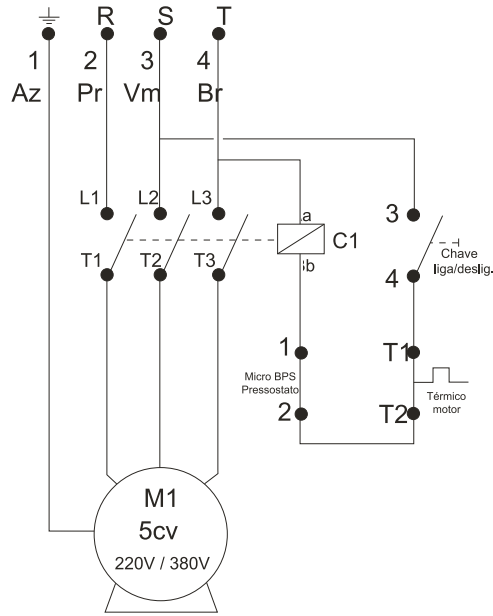 R S T
1 2 3 4
Az Pr Vm Br
L1 L2 L3
T1 T2 T3
a
C1
b
3
Chave
liga/deslig.
4
1
Micro BPS
Pressostato
2
T1
Térmico
motor
T2
M1
5cv
220V / 380V